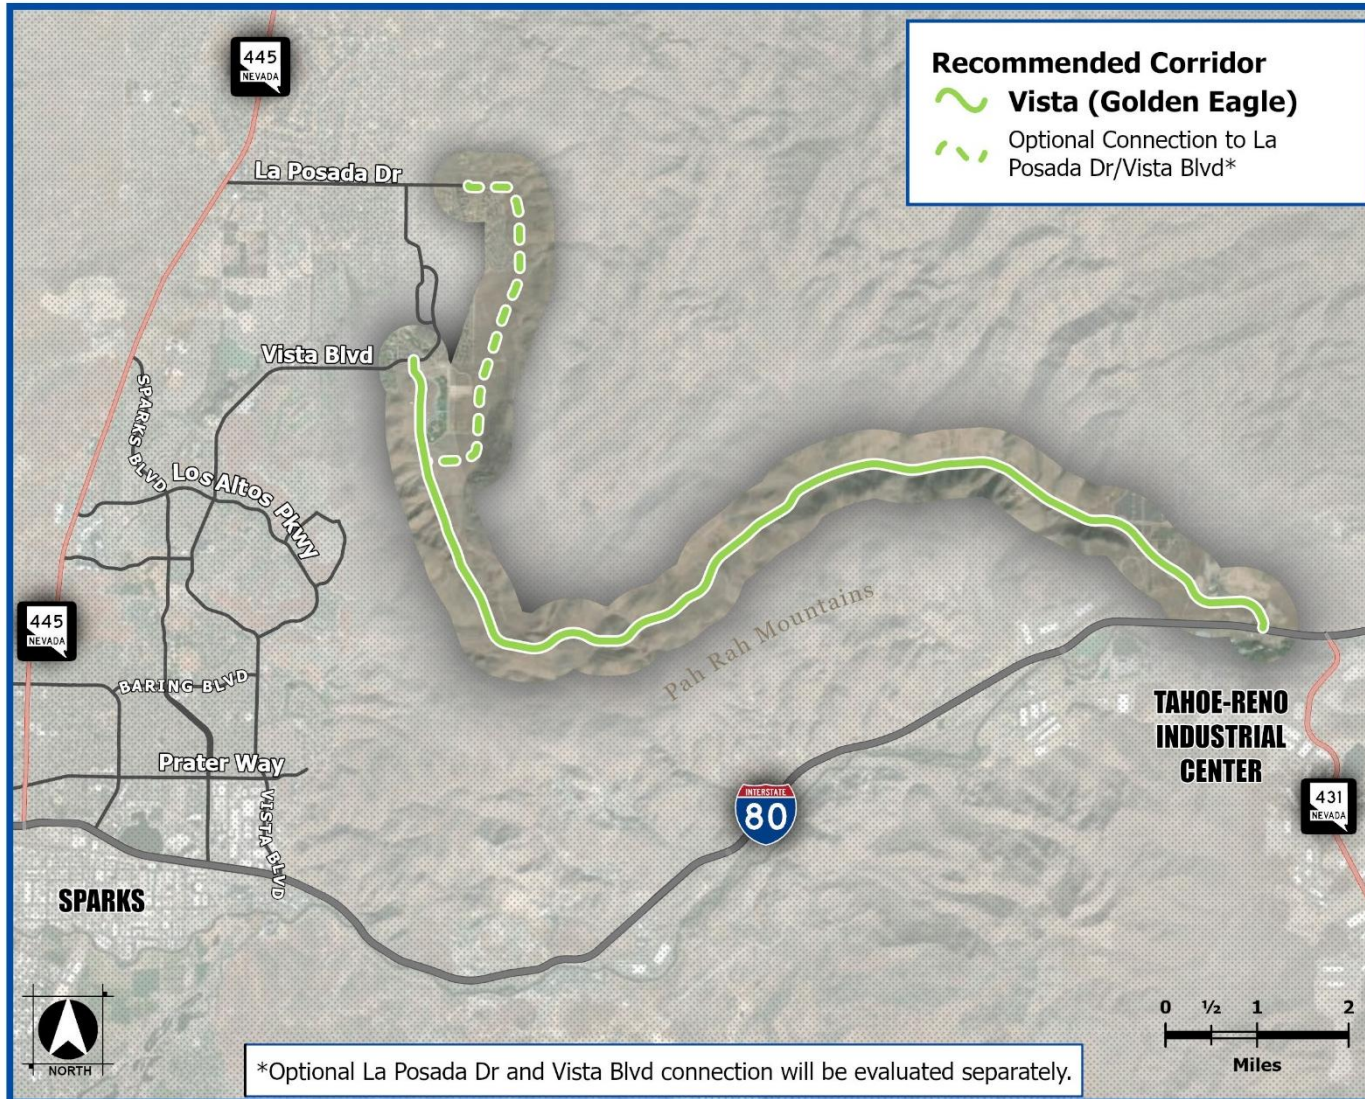 445
NEVADA
Recommended Corridor
Vista (Golden Eagle)
Optional Connection to La
Posada Dr/Vista Blvd*
La Posada Dr
Vista Blvd
SPARKS BLVD
Los Altos Pkwy
445
NEVADA
Pah Rah Mountains
BARING BLVD
TAHOE-RENO
INDUSTRIAL
CENTER
Prater Way
INTERSTATE
80
431
NEVADA
VISTA BLVD
SPARKS
NORTH
0 ½ 1 2
Miles
*Optional La Posada Dr and Vista Blvd connection will be evaluated separately.